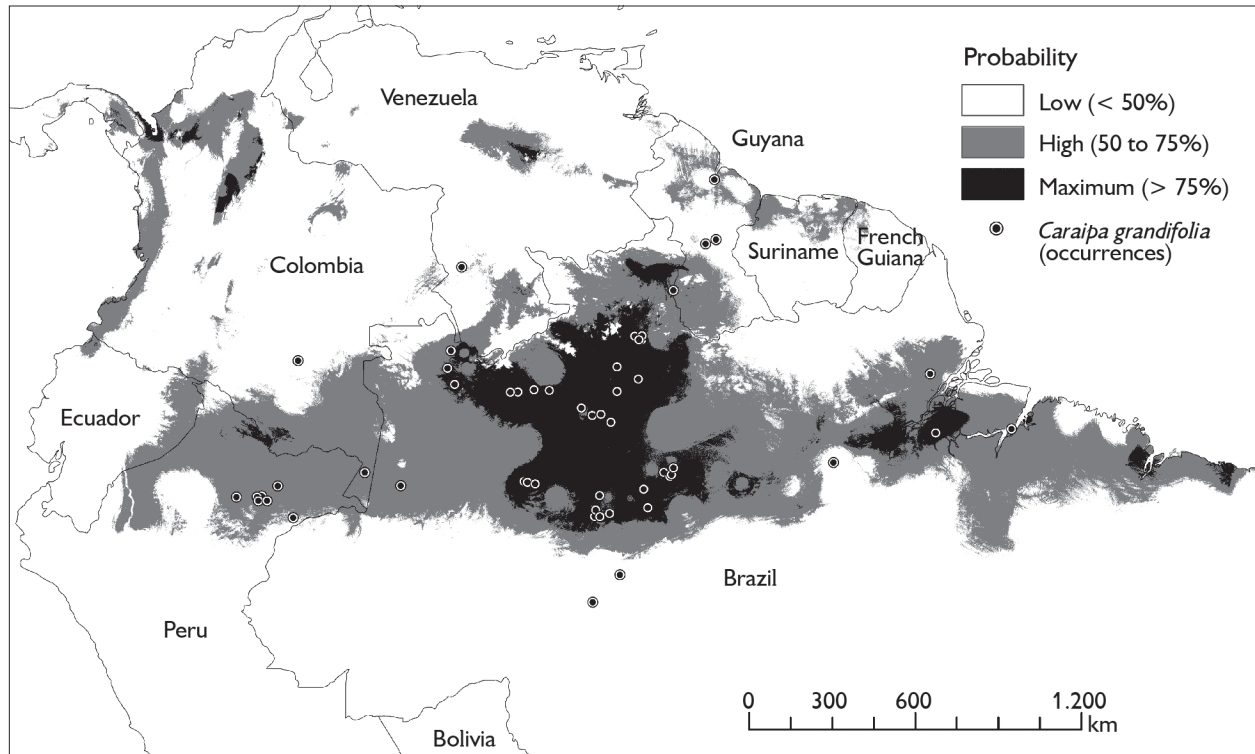 Probability
Low (< 50%)
High (50 to 75%)
Maximum (> 75%)
Caraipa grandifolia
(occurrences)
Venezuela
Guyana
Suriname
French
Guiana
Colombia
Ecuador
Brazil
Peru
Bolivia
0 300 600 1.200
km